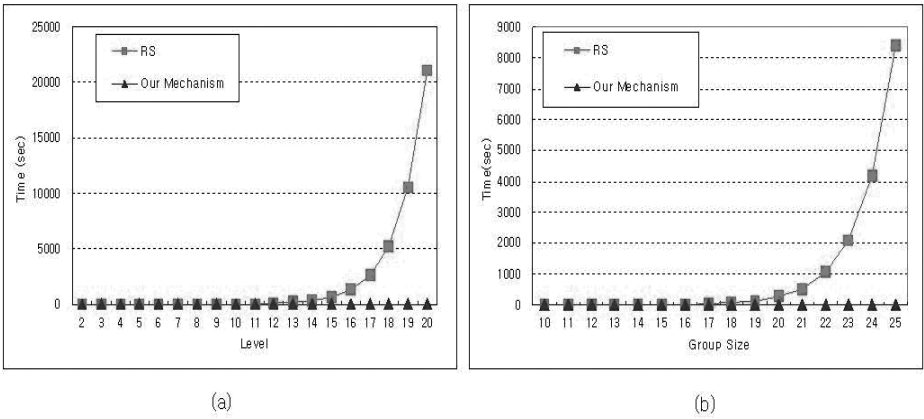 25000
20000
15000
10000
5000
0
Time (sec)
RS
Our Mechanism
2 3 4 5 6 7 8 9 10 11 12 13 14 15 16 17 18 19 20
Level
(a)
9000
8000
7000
6000
5000
4000
3000
2000
1000
0
Time(sec)
RS
Our Mechanism
10 11 12 13 14 15 16 17 18 19 20 21 22 23 24 25
Group Size
(b)